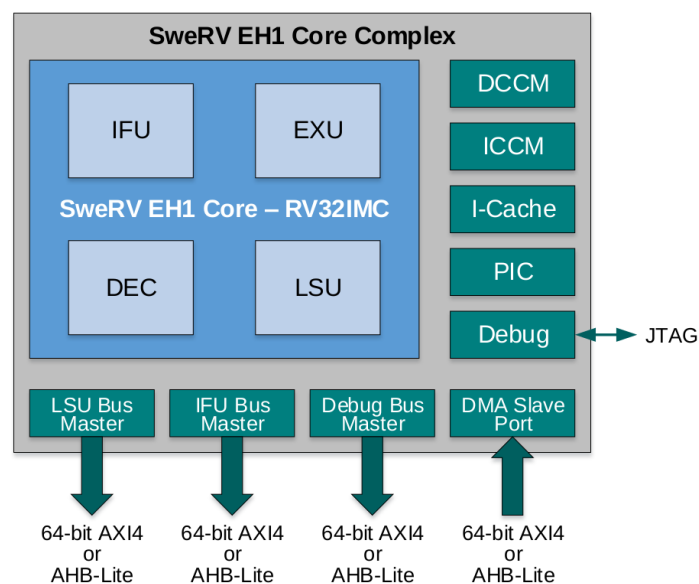 SweRV EH1 Core Complex
IFU
EXU
SweRV EH1 Core – RV32IMC
DEC
LSU
DCCM
ICCM
I-Cache
PIC
Debug
JTAG
LSU Bus
Master
IFU Bus
Master
Debug Bus
Master
DMA Slave
Port
64-bit AXI4
or
AHB-Lite
64-bit AXI4
or
AHB-Lite
64-bit AXI4
or
AHB-Lite
64-bit AXI4
or
AHB-Lite